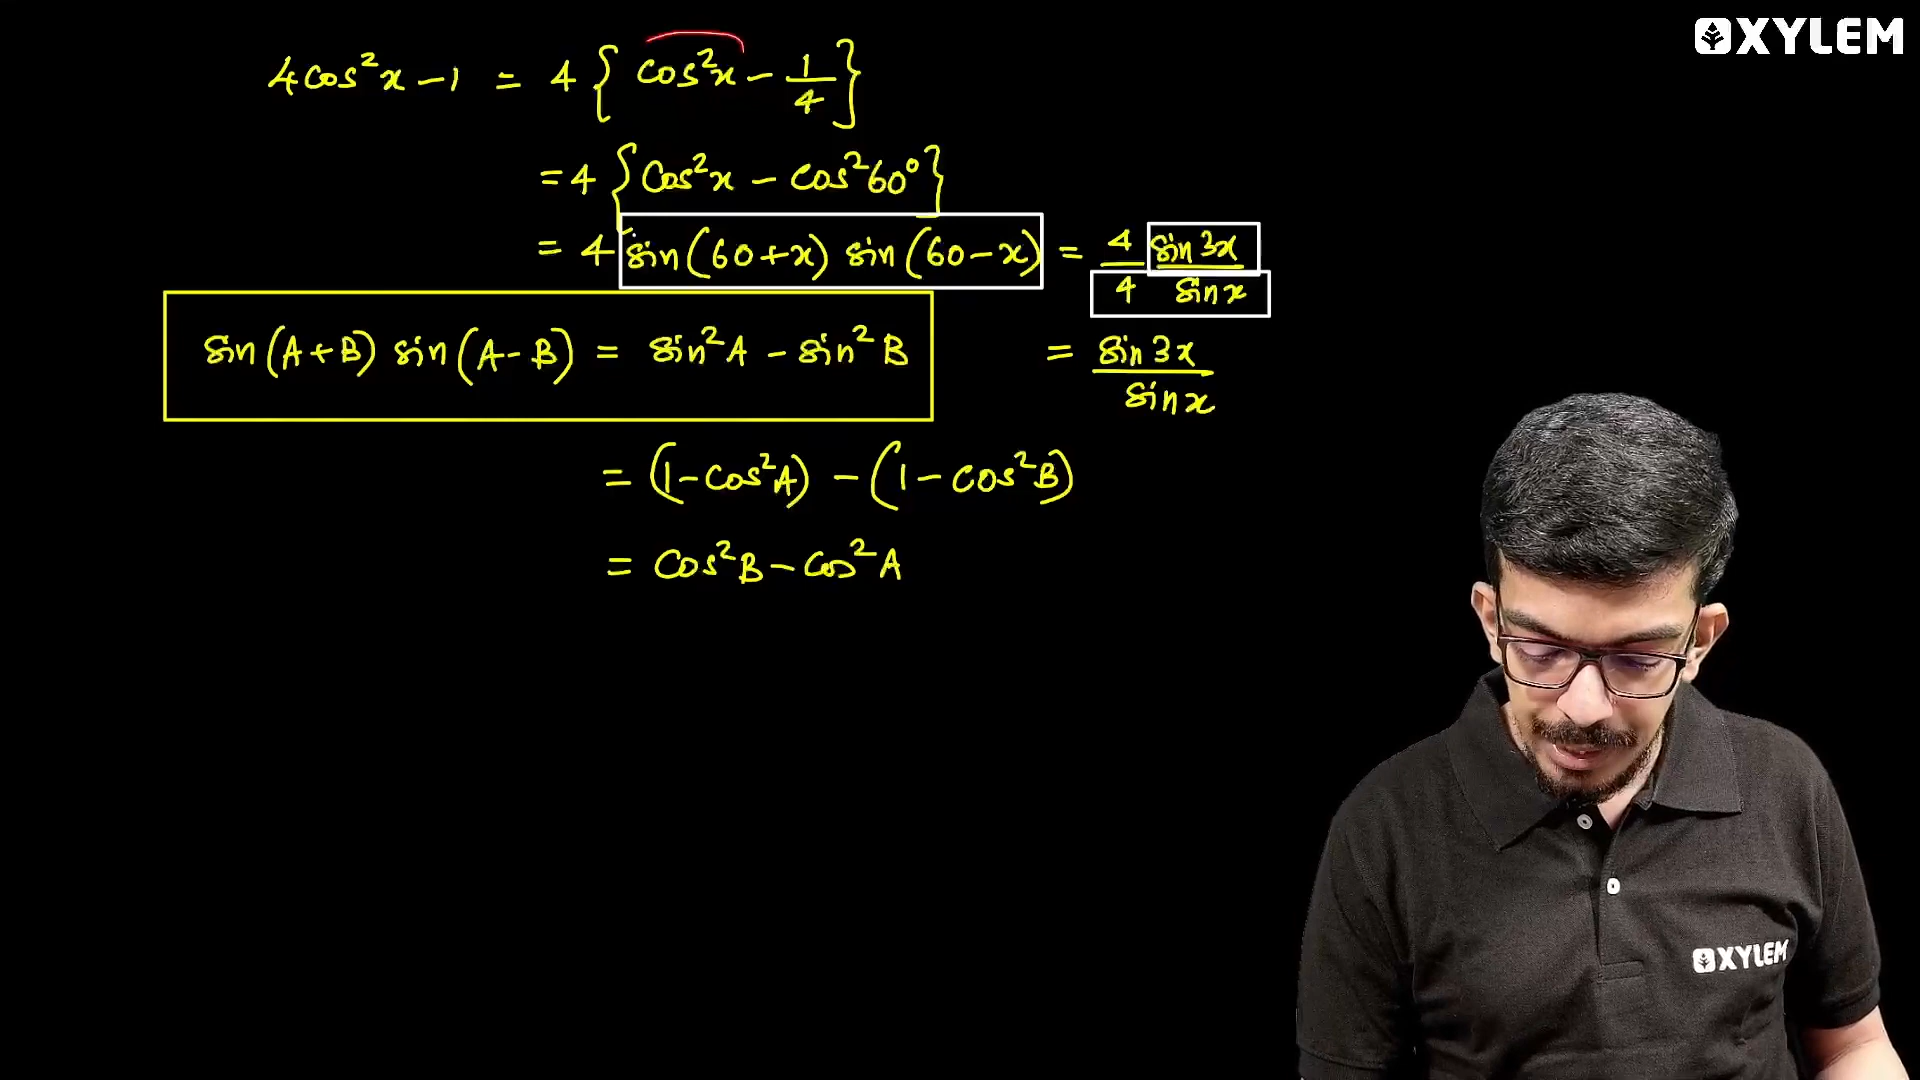 XYLEM
4cos²x - 1 = 4 { cos²x - 1/4 }
= 4 { cos²x - cos²60° }
= 4 sin(60+x) sin(60-x) = 4/4 sin 3x / sin x
sin(A+B) sin(A-B) = sin²A - sin²B
= sin 3x / sin x
= (1-cos²A) - (1-cos²B)
= cos²B - cos²A
XYLEM